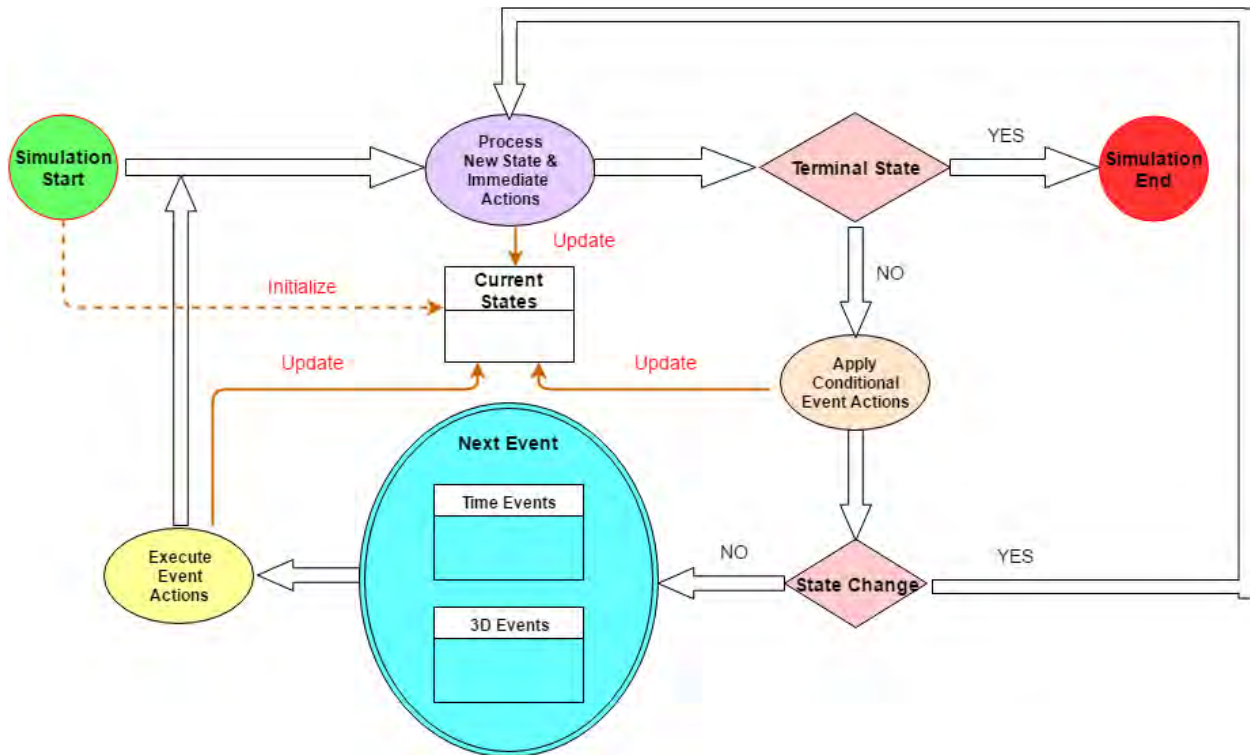 Simulation
Start
Process
New State &
Immediate
Actions
Terminal State
YES
Simulation
End
Update
NO
Initialize
Current
States
Update
Update
Apply
Conditional
Event Actions
Next Event
Time Events
3D Events
NO
State Change
YES
Execute
Event
Actions